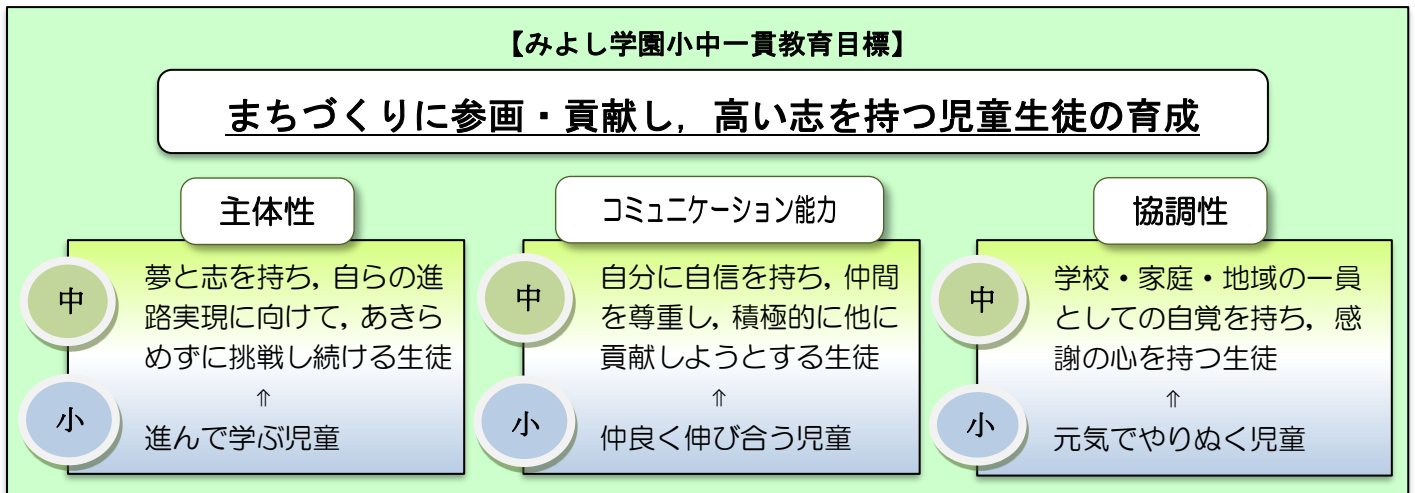 【みよし学園小中一貫教育目標】
まちづくりに参画・貢献し，高い志を持つ児童生徒の育成
主体性
中
夢と志を持ち，自らの進
路実現に向けて，あきら
めずに挑戦し続ける生徒
⇑
小
進んで学ぶ児童
コミュニケーション能力
中
自分に自信を持ち，仲間
を尊重し，積極的に他に
貢献しようとする生徒
⇑
小
仲良く伸び合う児童
協調性
中
学校・家庭・地域の一員
としての自覚を持ち，感
謝の心を持つ生徒
⇑
小
元気でやりぬく児童